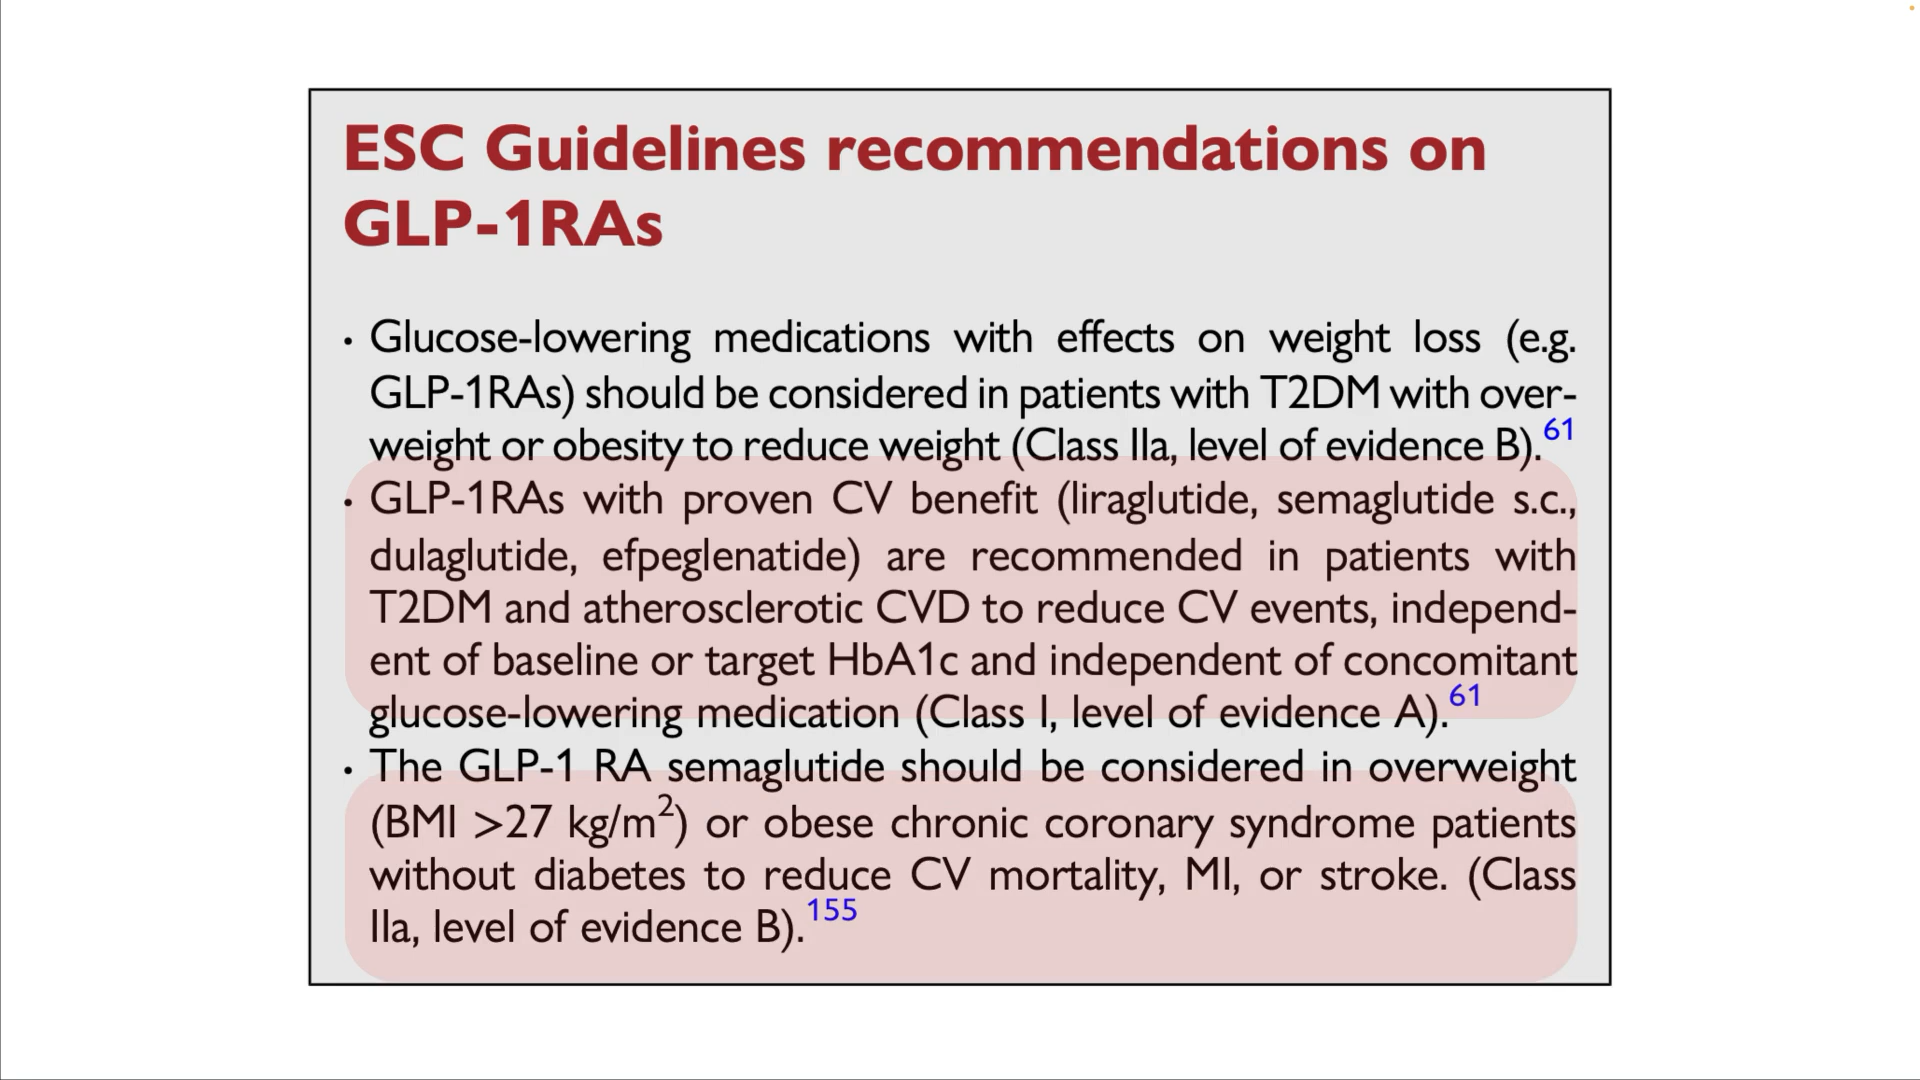 ESC Guidelines recommendations on
GLP-1RAs
• Glucose-lowering medications with effects on weight loss (e.g.
GLP-1RAs) should be considered in patients with T2DM with over-
weight or obesity to reduce weight (Class IIa, level of evidence B).61
• GLP-1RAs with proven CV benefit (liraglutide, semaglutide s.c.,
dulaglutide, efpeglenatide) are recommended in patients with
T2DM and atherosclerotic CVD to reduce CV events, independ-
ent of baseline or target HbA1c and independent of concomitant
glucose-lowering medication (Class I, level of evidence A).61
• The GLP-1 RA semaglutide should be considered in overweight
(BMI >27 kg/m2) or obese chronic coronary syndrome patients
without diabetes to reduce CV mortality, MI, or stroke. (Class
IIa, level of evidence B).155